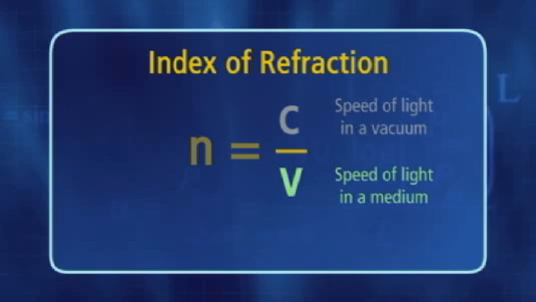 Index of Refraction
n = c/v
Speed of light
in a vacuum
Speed of light
in a medium
L